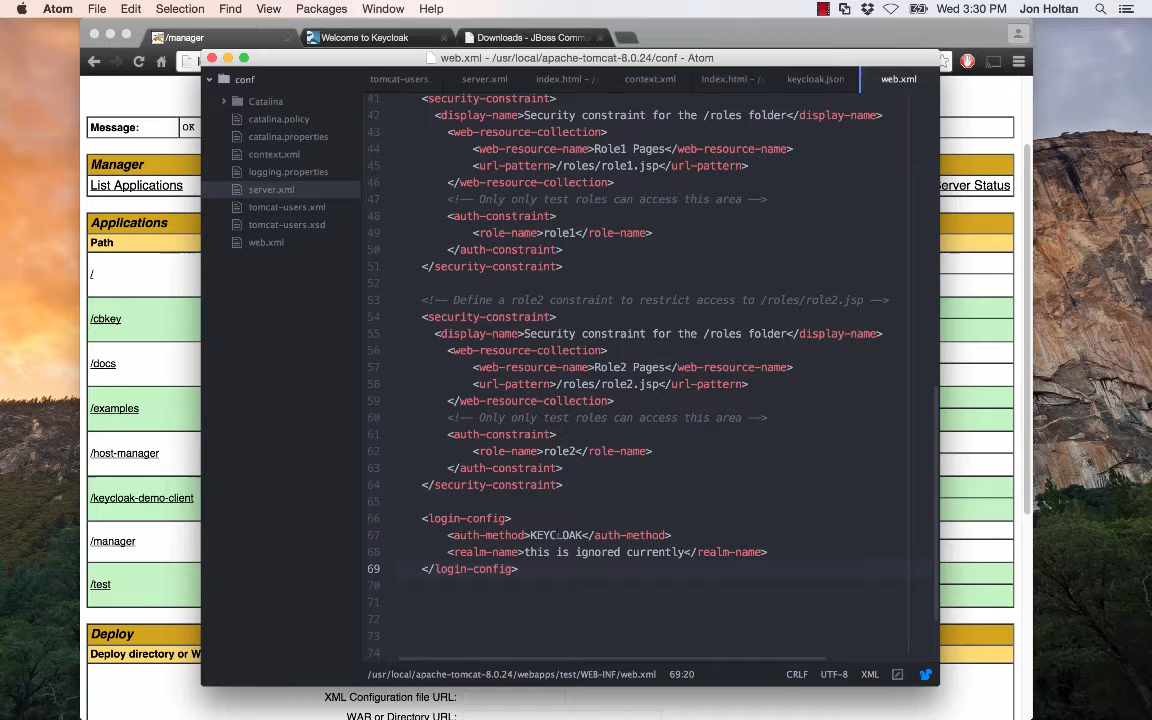 Atom File Edit Selection Find View Packages Window Help Wed 3:30 PM Jon Holtan
/manager Welcome to Keycloak Downloads - JBoss Commu
web.xml - /usr/local/apache-tomcat-8.0.24/conf - Atom
conf tomcat-users. server.xml index.html - / context.xml index.html - / keycloak.json web.xml
Catalina
catalina.policy
catalina.properties
context.xml
logging.properties
server.xml
tomcat-users.xml
tomcat-users.xsd
web.xml
41 <security-constraint>
42 <display-name>Security constraint for the /roles folder</display-name>
43 <web-resource-collection>
44 <web-resource-name>Role1 Pages</web-resource-name>
45 <url-pattern>/roles/role1.jsp</url-pattern>
46 </web-resource-collection>
47 <!-- Only only test roles can access this area -->
48 <auth-constraint>
49 <role-name>role1</role-name>
50 </auth-constraint>
51 </security-constraint>
52
53 <!-- Define a role2 constraint to restrict access to /roles/role2.jsp -->
54 <security-constraint>
55 <display-name>Security constraint for the /roles folder</display-name>
56 <web-resource-collection>
57 <web-resource-name>Role2 Pages</web-resource-name>
58 <url-pattern>/roles/role2.jsp</url-pattern>
59 </web-resource-collection>
60 <!-- Only only test roles can access this area -->
61 <auth-constraint>
62 <role-name>role2</role-name>
63 </auth-constraint>
64 </security-constraint>
65
66 <login-config>
67 <auth-method>KEYCLOAK</auth-method>
68 <realm-name>this is ignored currently</realm-name>
69 </login-config>
70
71
72
73
74
/usr/local/apache-tomcat-8.0.24/webapps/test/WEB-INF/web.xml 69:20 CRLF UTF-8 XML
Message: OK
Manager
List Applications erver Status
Applications
Path
/
/cbkey
/docs
/examples
/host-manager
/keycloak-demo-client
/manager
/test
Deploy
Deploy directory or W
XML Configuration file URL:
WAR or Directory URL: